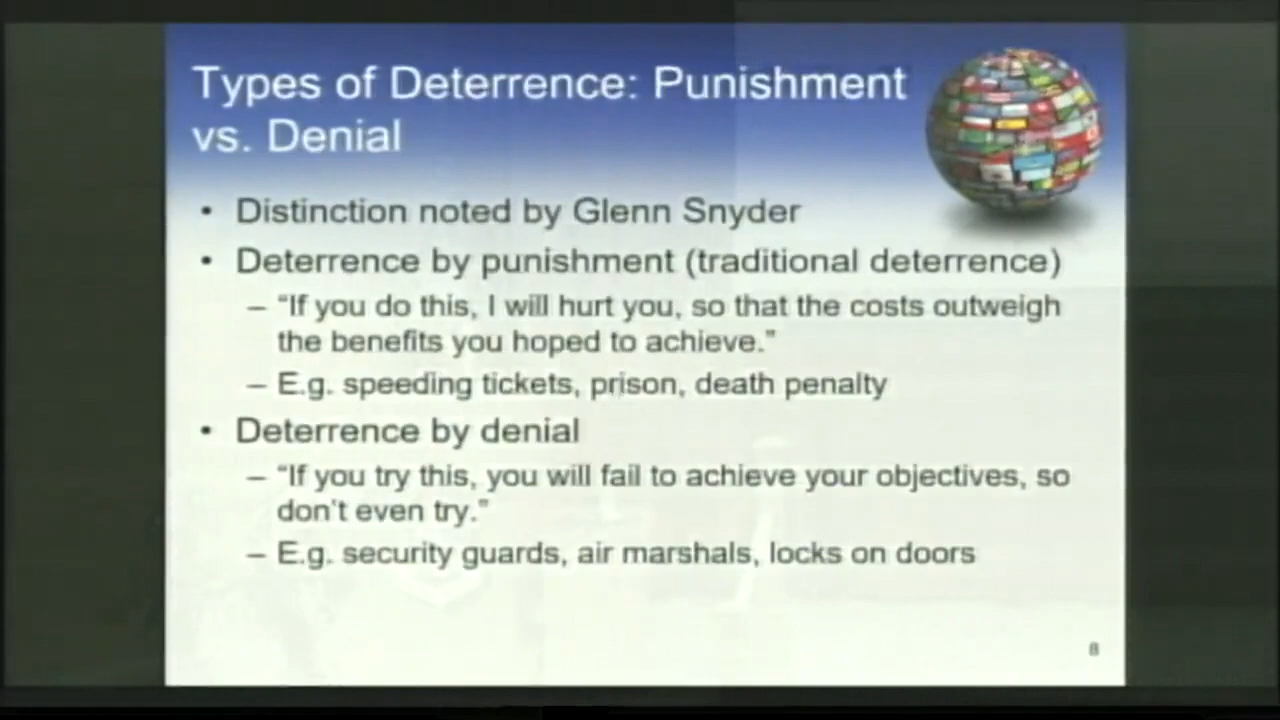 Types of Deterrence: Punishment
vs. Denial
• Distinction noted by Glenn Snyder
• Deterrence by punishment (traditional deterrence)
– “If you do this, I will hurt you, so that the costs outweigh
the benefits you hoped to achieve.”
– E.g. speeding tickets, prison, death penalty
• Deterrence by denial
– “If you try this, you will fail to achieve your objectives, so
don’t even try.”
– E.g. security guards, air marshals, locks on doors
8